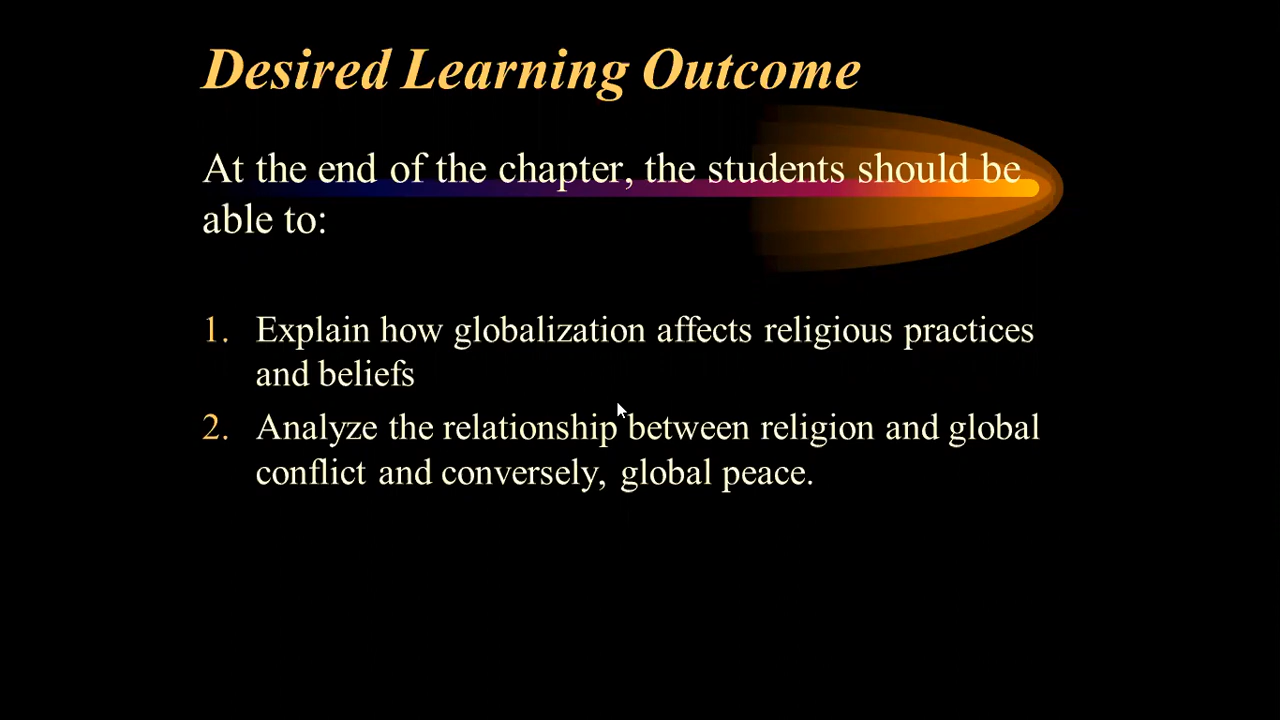 Desired Learning Outcome
At the end of the chapter, the students should be
able to:
1. Explain how globalization affects religious practices
and beliefs
2. Analyze the relationship between religion and global
conflict and conversely, global peace.